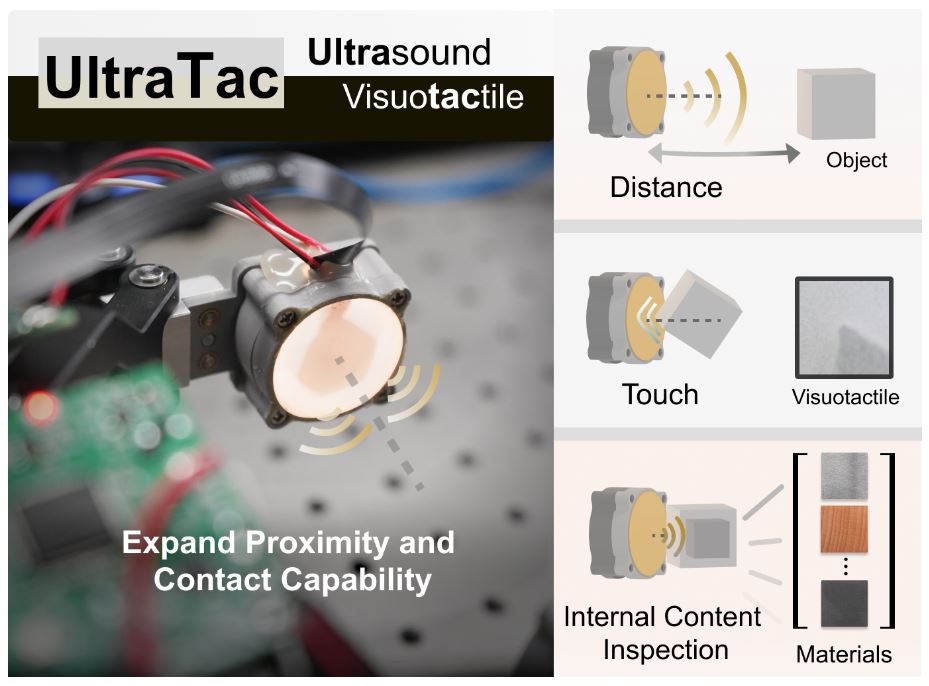 UltraTac
Ultrasound
Visuotactile
Expand Proximity and
Contact Capability
Distance
Object
Touch
Visuotactile
Internal Content
Inspection
Materials